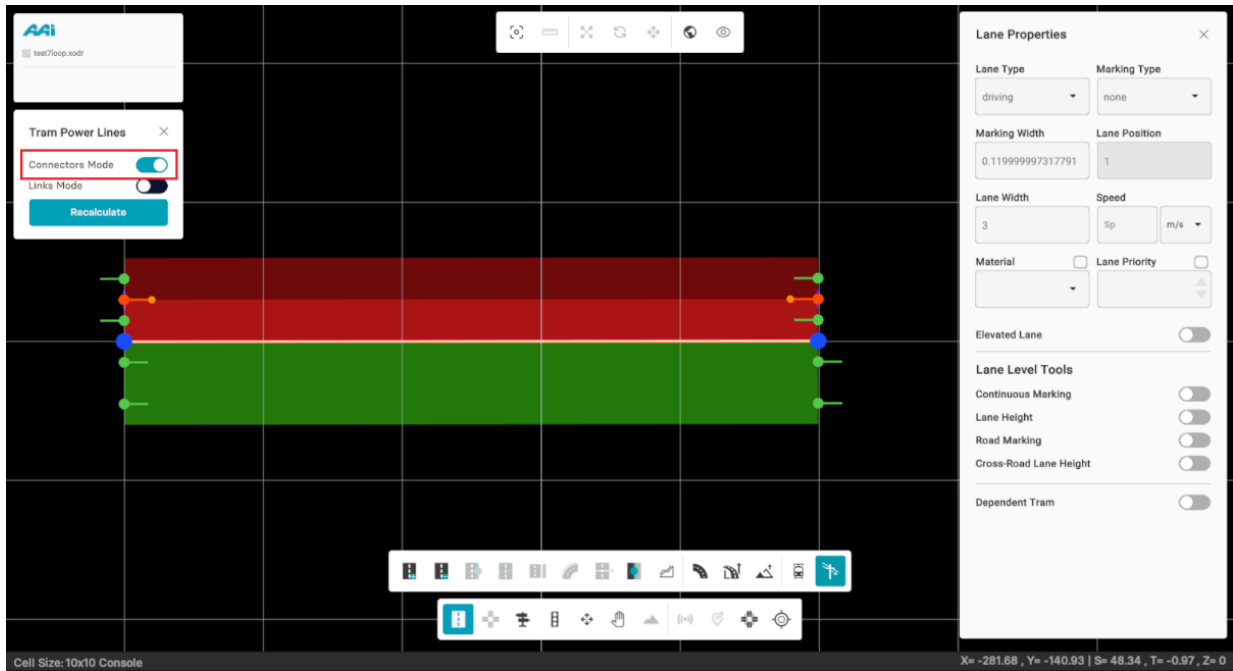 AAi
test7loop.xodr
Tram Power Lines
Connectors Mode
Links Mode
Recalculate
Lane Properties
Lane Type Marking Type
driving none
Marking Width Lane Position
0.119999997317791 1
Lane Width Speed
3 Sp m/s
Material Lane Priority
Elevated Lane
Lane Level Tools
Continuous Marking
Lane Height
Road Marking
Cross-Road Lane Height
Dependent Tram
Cell Size: 10x10 Console
X= -281.68 , Y= -140.93 | S= 48.34 , T= -0.97 , Z= 0